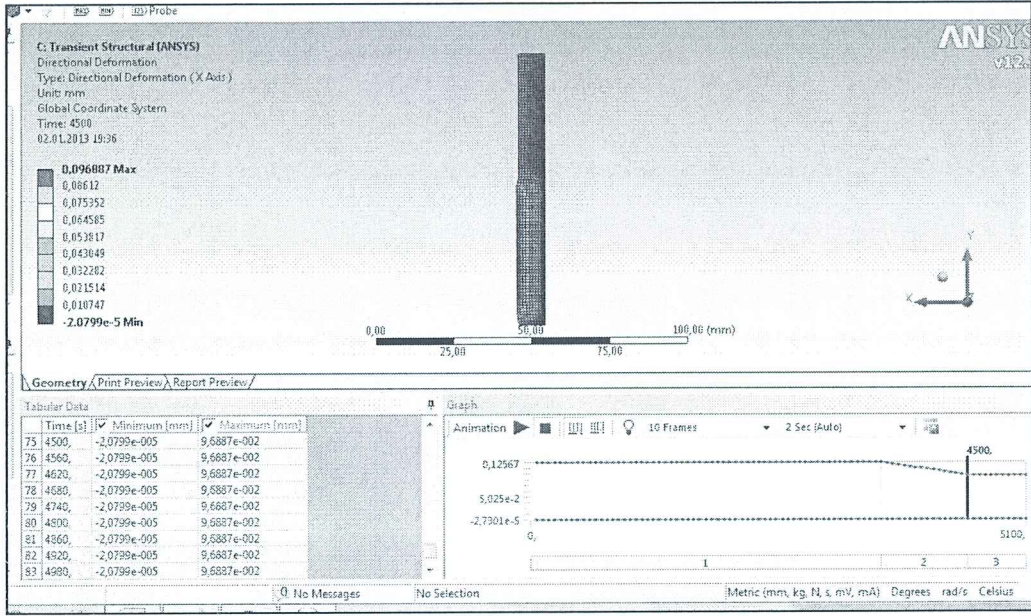 Probe
C: Transient Structural (ANSYS)
Directional Deformation
Type: Directional Deformation ( X Axis )
Unit: mm
Global Coordinate System
Time: 4500
02.01.2013 19:36
0,096887 Max
0,08612
0,075352
0,064585
0,053817
0,043049
0,032282
0,021514
0,010747
-2.0799e-5 Min
ANSYS
Y
X
0,00 50,00 100,00 (mm)
25,00 75,00
Geometry Print Preview Report Preview
Tabular Data
Time [s] Minimum [mm] Maximum [mm]
75 4500, -2,0799e-005 9,6887e-002
76 4560, -2,0799e-005 9,6887e-002
77 4620, -2,0799e-005 9,6887e-002
78 4680, -2,0799e-005 9,6887e-002
79 4740, -2,0799e-005 9,6887e-002
80 4800, -2,0799e-005 9,6887e-002
81 4860, -2,0799e-005 9,6887e-002
82 4920, -2,0799e-005 9,6887e-002
83 4980, -2,0799e-005 9,6887e-002
Graph
Animation 10 Frames 2 Sec (Auto)
4500,
0,12567
5,025e-2
-2,7301e-5
0, 5100,
1 2 3
No Messages No Selection Metric (mm, kg, N, s, mV, mA) Degrees rad/s Celsius